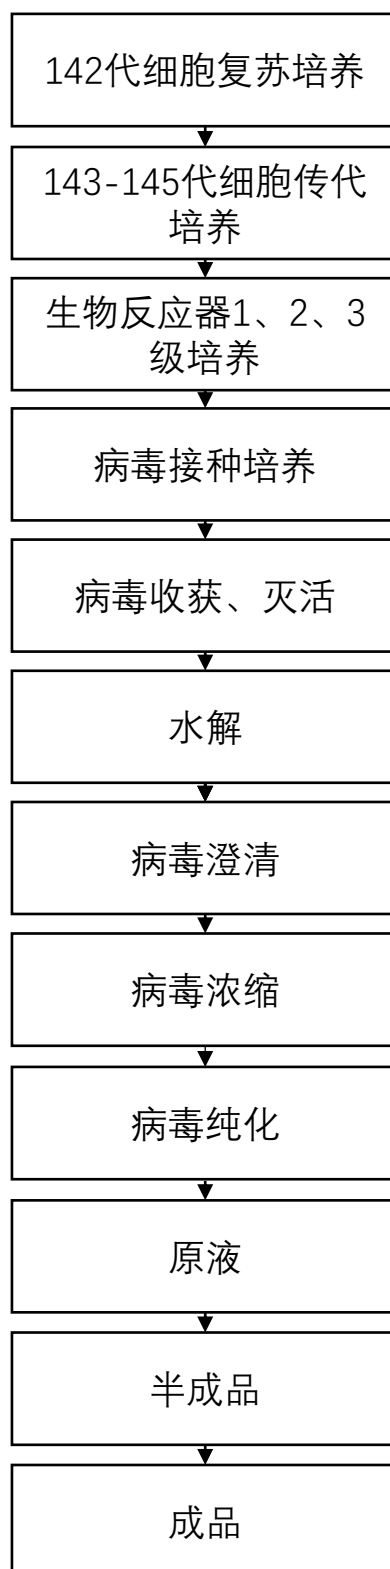 142代细胞复苏培养
143-145代细胞传代
培养
生物反应器1、2、3
级培养
病毒接种培养
病毒收获、灭活
水解
病毒澄清
病毒浓缩
病毒纯化
原液
半成品
成品